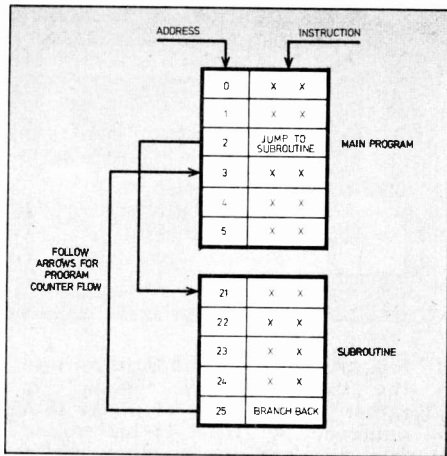 ADDRESS INSTRUCTION
0 X X
1 X X
2 JUMP TO
SUBROUTINE
MAIN PROGRAM
3 X X
4 X X
5 X X
FOLLOW
ARROWS FOR
PROGRAM
COUNTER FLOW
21 X X
22 X X
23 X X
SUBROUTINE
24 X X
25 BRANCH BACK